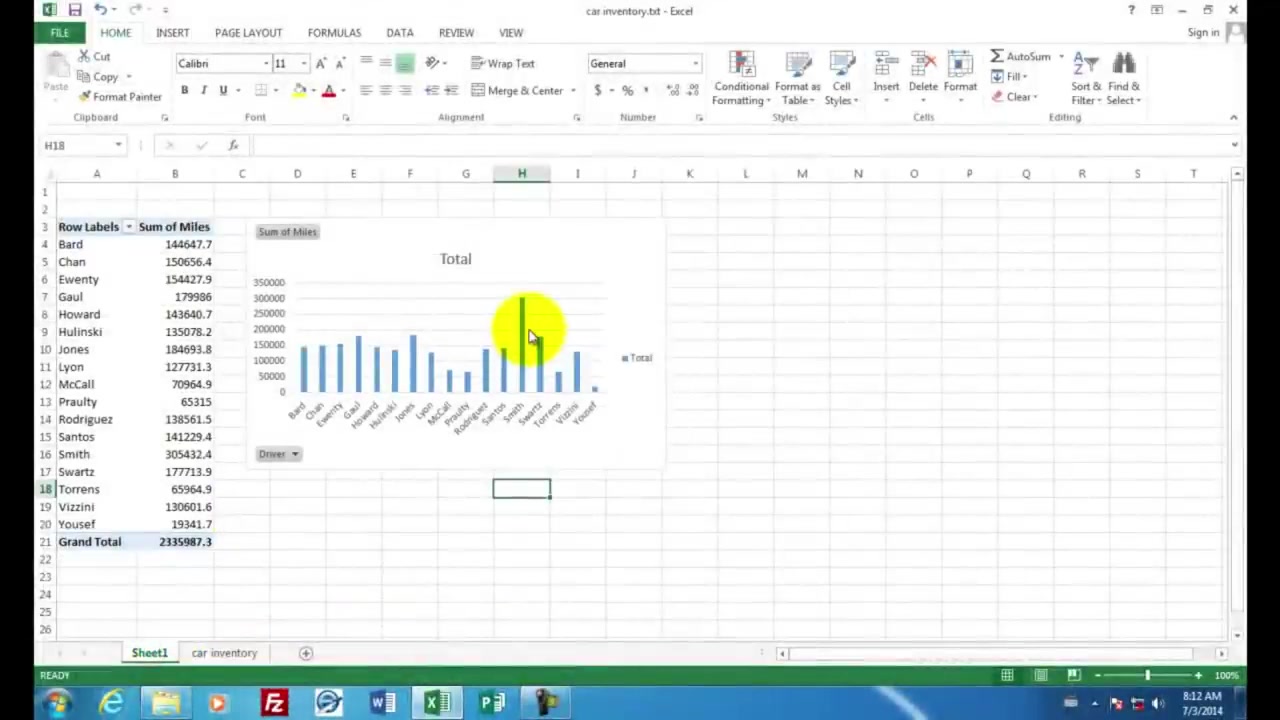 car inventory.txt - Excel
?
FILE HOME INSERT PAGE LAYOUT FORMULAS DATA REVIEW VIEW Sign in
Cut Calibri 11 A A Wrap Text General AutoSum
Paste Copy Conditional Format as Cell Insert Delete Format Fill Sort & Find &
Format Painter B I U A Merge & Center $ % , Formatting Table Styles Clear Filter Select
Clipboard Font Alignment Number Styles Cells Editing
H18 fx
A B C D E F G H I J K L M N O P Q R S T
1
2
3 Row Labels Sum of Miles
4 Bard 144647.7
5 Chan 150656.4
6 Ewenty 154427.9
7 Gaul 179986
8 Howard 143640.7
9 Hulinski 135078.2
10 Jones 184693.8
11 Lyon 127731.3
12 McCall 70964.9
13 Praulty 65315
14 Rodriguez 138561.5
15 Santos 141229.4
16 Smith 305432.4
17 Swartz 177713.9
18 Torrens 65964.9
19 Vizzini 130601.6
20 Yousef 19341.7
21 Grand Total 2335987.3
22
23
24
25
26
Sum of Miles
Total
350000
300000
250000
200000
150000
100000
50000
0
Total
Bard Chan Ewenty Gaul Howard Hulinski Jones Lyon McCall Praulty Rodriguez Santos Smith Swartz Torrens Vizzini Yousef
Driver
Sheet1 car inventory
READY 100%
8:12 AM
7/3/2014